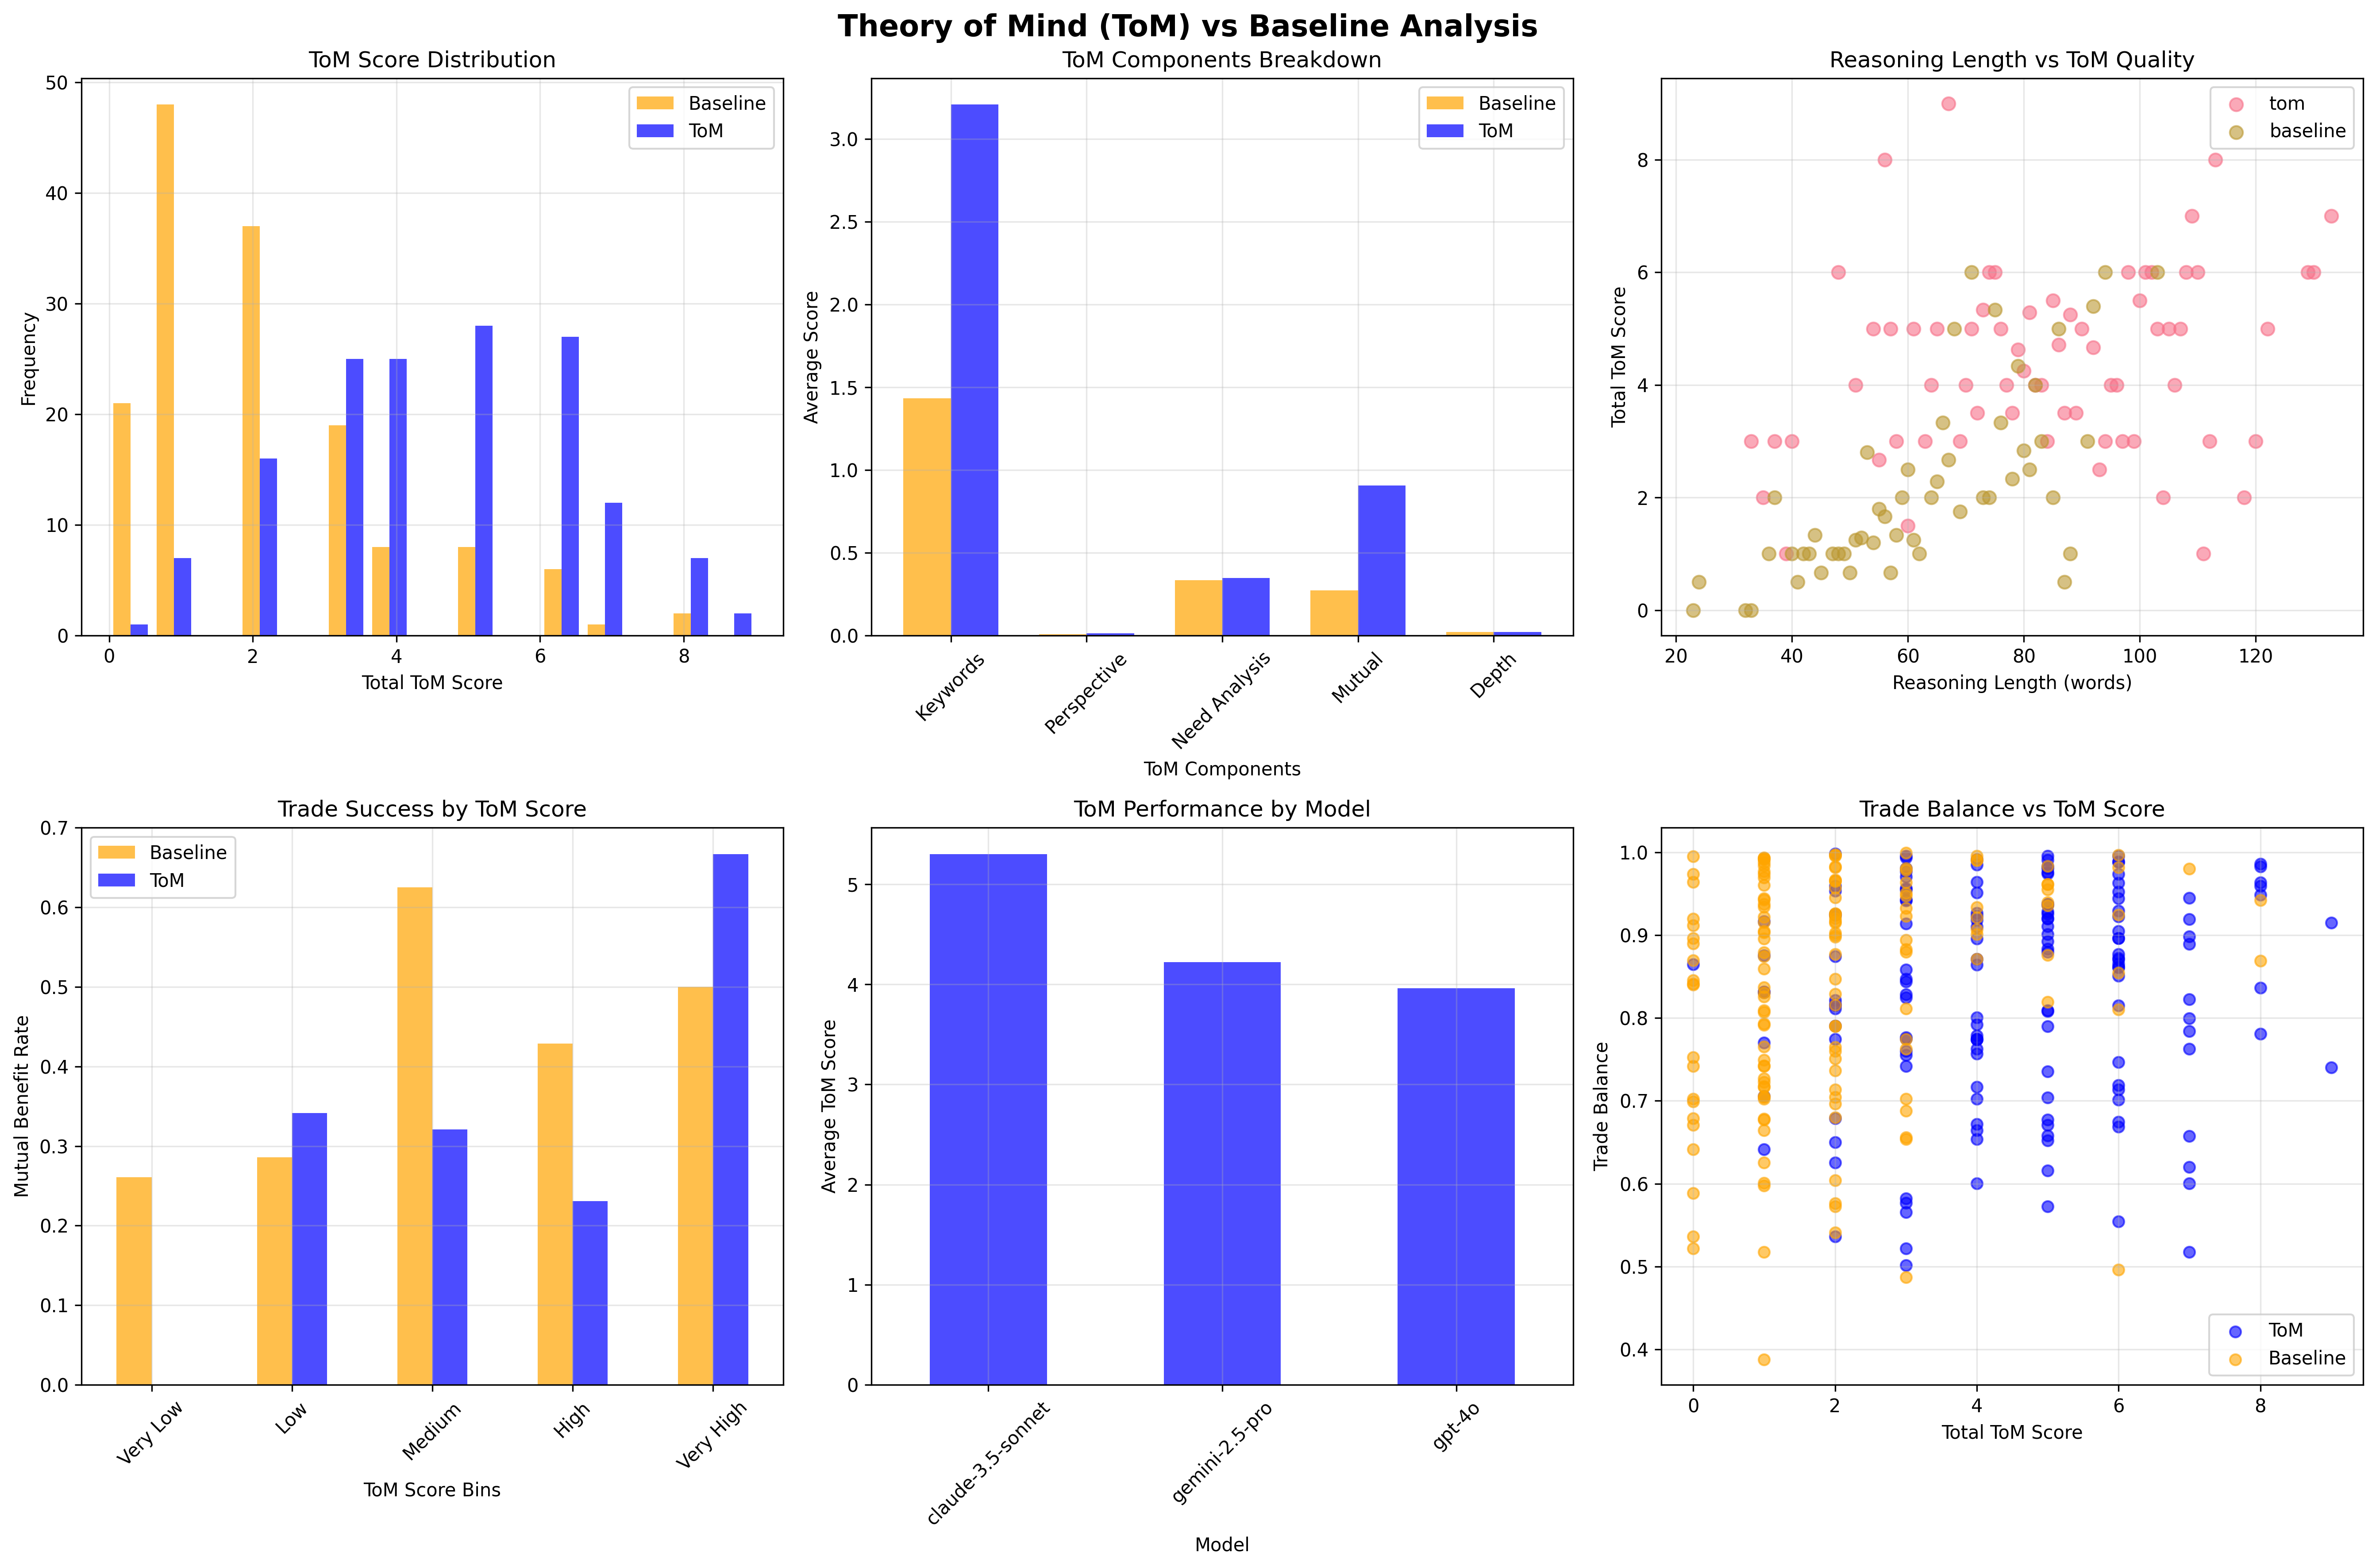 Theory of Mind (ToM) vs Baseline Analysis
ToM Score Distribution
50
40
30
20
10
0
Frequency
0 2 4 6 8
Total ToM Score
Baseline
ToM
ToM Components Breakdown
3.0
2.5
2.0
1.5
1.0
0.5
0.0
Average Score
Keywords
Perspective
Need Analysis
Mutual
Depth
ToM Components
Baseline
ToM
Reasoning Length vs ToM Quality
8
6
4
2
0
Total ToM Score
20 40 60 80 100 120
Reasoning Length (words)
tom
baseline
Trade Success by ToM Score
0.7
0.6
0.5
0.4
0.3
0.2
0.1
0.0
Mutual Benefit Rate
Very Low
Low
Medium
High
Very High
ToM Score Bins
Baseline
ToM
ToM Performance by Model
5
4
3
2
1
0
Average ToM Score
claude-3.5-sonnet
gemini-2.5-pro
gpt-4o
Model
Trade Balance vs ToM Score
1.0
0.9
0.8
0.7
0.6
0.5
0.4
Trade Balance
0 2 4 6 8
Total ToM Score
ToM
Baseline